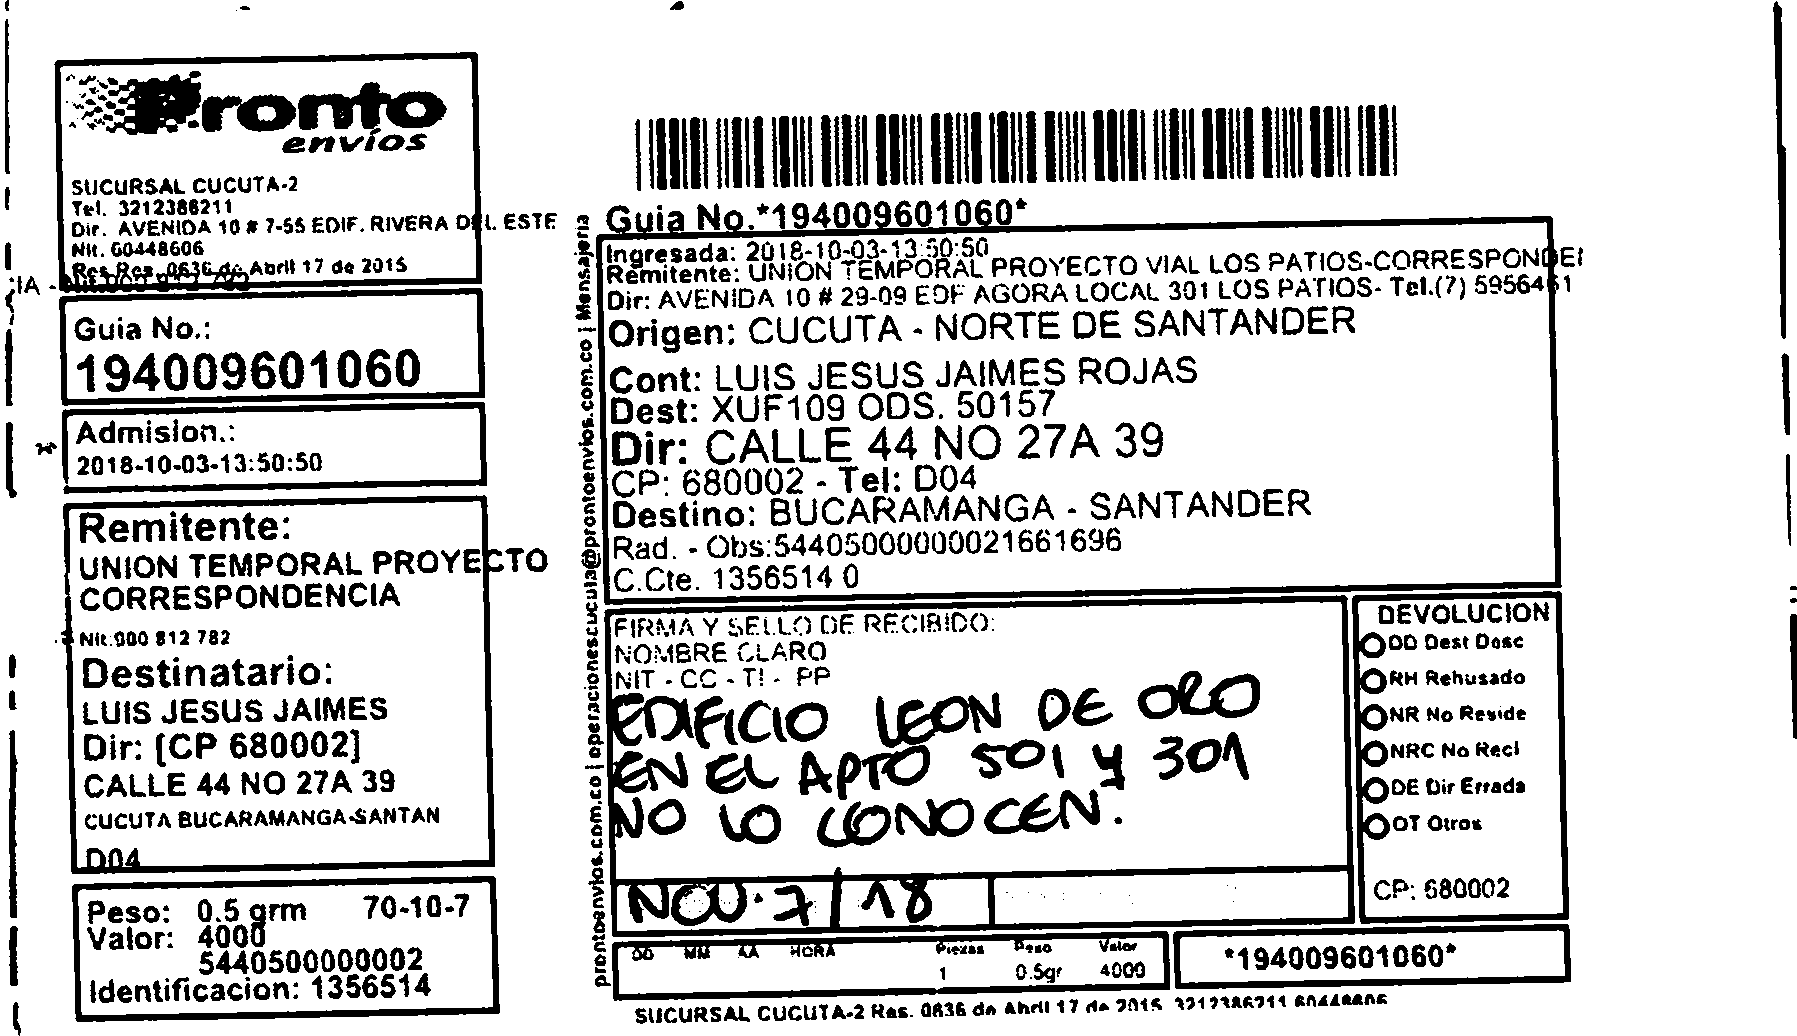 Pronto
envíos
SUCURSAL CUCUTA-2
Tel. 3212386211
Dir. AVENIDA 10 # 7-55 EDIF. RIVERA DEL ESTE
Nit. 60448606
Res Res. 0636 de Abril 17 de 2015
Guia No.:
194009601060
Admision.:
2018-10-03-13:50:50
Remitente:
UNION TEMPORAL PROYECTO
CORRESPONDENCIA
Nit.900 812 782
Destinatario:
LUIS JESUS JAIMES
Dir: [CP 680002]
CALLE 44 NO 27A 39
CUCUTA BUCARAMANGA-SANTAN
D04
Peso: 0.5 grm 70-10-7
Valor: 4000
5440500000002
Identificacion: 1356514
prontoenvios.com.co | operacionescucuta@prontoenvios.com.co | Mensajeria
Guia No.*194009601060*
Ingresada: 2018-10-03-13:50:50
Remitente: UNION TEMPORAL PROYECTO VIAL LOS PATIOS-CORRESPONDE
Dir: AVENIDA 10 # 29-09 EDF AGORA LOCAL 301 LOS PATIOS- Tel.(7) 5956461
Origen: CUCUTA - NORTE DE SANTANDER
Cont: LUIS JESUS JAIMES ROJAS
Dest: XUF109 ODS. 50157
Dir: CALLE 44 NO 27A 39
CP: 680002 - Tel: D04
Destino: BUCARAMANGA - SANTANDER
Rad. - Obs:54405000000021661696
C.Cte. 1356514 0
FIRMA Y SELLO DE RECIBIDO:
NOMBRE CLARO
NIT - CC - TI - PP
EDIFICIO LEON DE ORO
EN EL APTO 501 y 301
NO LO CONOCEN.
NOV. 7/18
DD MM AA HORA Piezas Peso Valor
1 0.5gr 4000
DEVOLUCION
DD Dest Desc
RH Rehusado
NR No Reside
NRC No Recl
DE Dir Errada
OT Otros
CP: 680002
*194009601060*
SUCURSAL CUCUTA-2 Res. 0636 de Abril 17 de 2015 3212386211 60448606